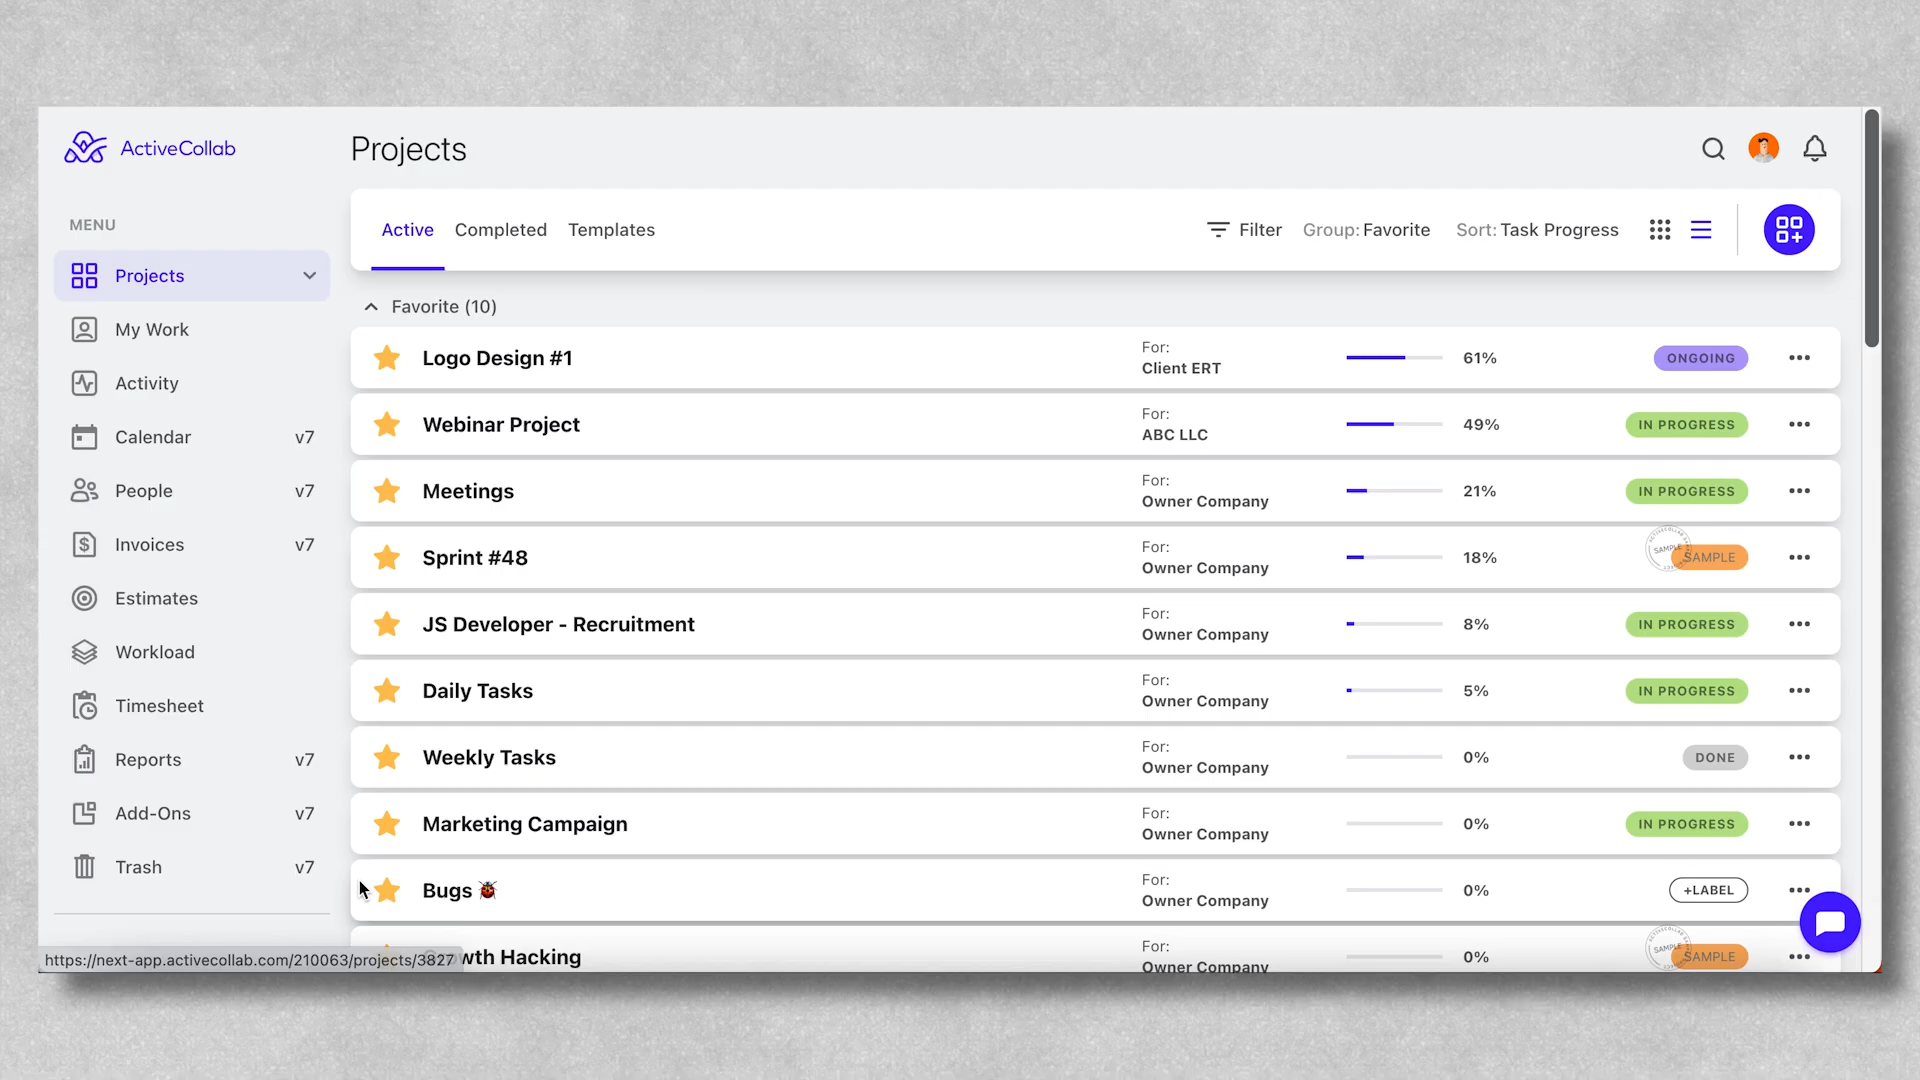 ActiveCollab
Projects
MENU
Projects
My Work
Activity
Calendar v7
People v7
Invoices v7
Estimates
Workload
Timesheet
Reports v7
Add-Ons v7
Trash v7
Active Completed Templates
Filter Group: Favorite Sort: Task Progress
Favorite (10)
Logo Design #1 For: Client ERT 61% ONGOING
Webinar Project For: ABC LLC 49% IN PROGRESS
Meetings For: Owner Company 21% IN PROGRESS
Sprint #48 For: Owner Company 18% SAMPLE SAMPLE
JS Developer - Recruitment For: Owner Company 8% IN PROGRESS
Daily Tasks For: Owner Company 5% IN PROGRESS
Weekly Tasks For: Owner Company 0% DONE
Marketing Campaign For: Owner Company 0% IN PROGRESS
Bugs 🐞 For: Owner Company 0% +LABEL
Hacking For: Owner Company 0% SAMPLE SAMPLE
https://next-app.activecollab.com/210063/projects/3827